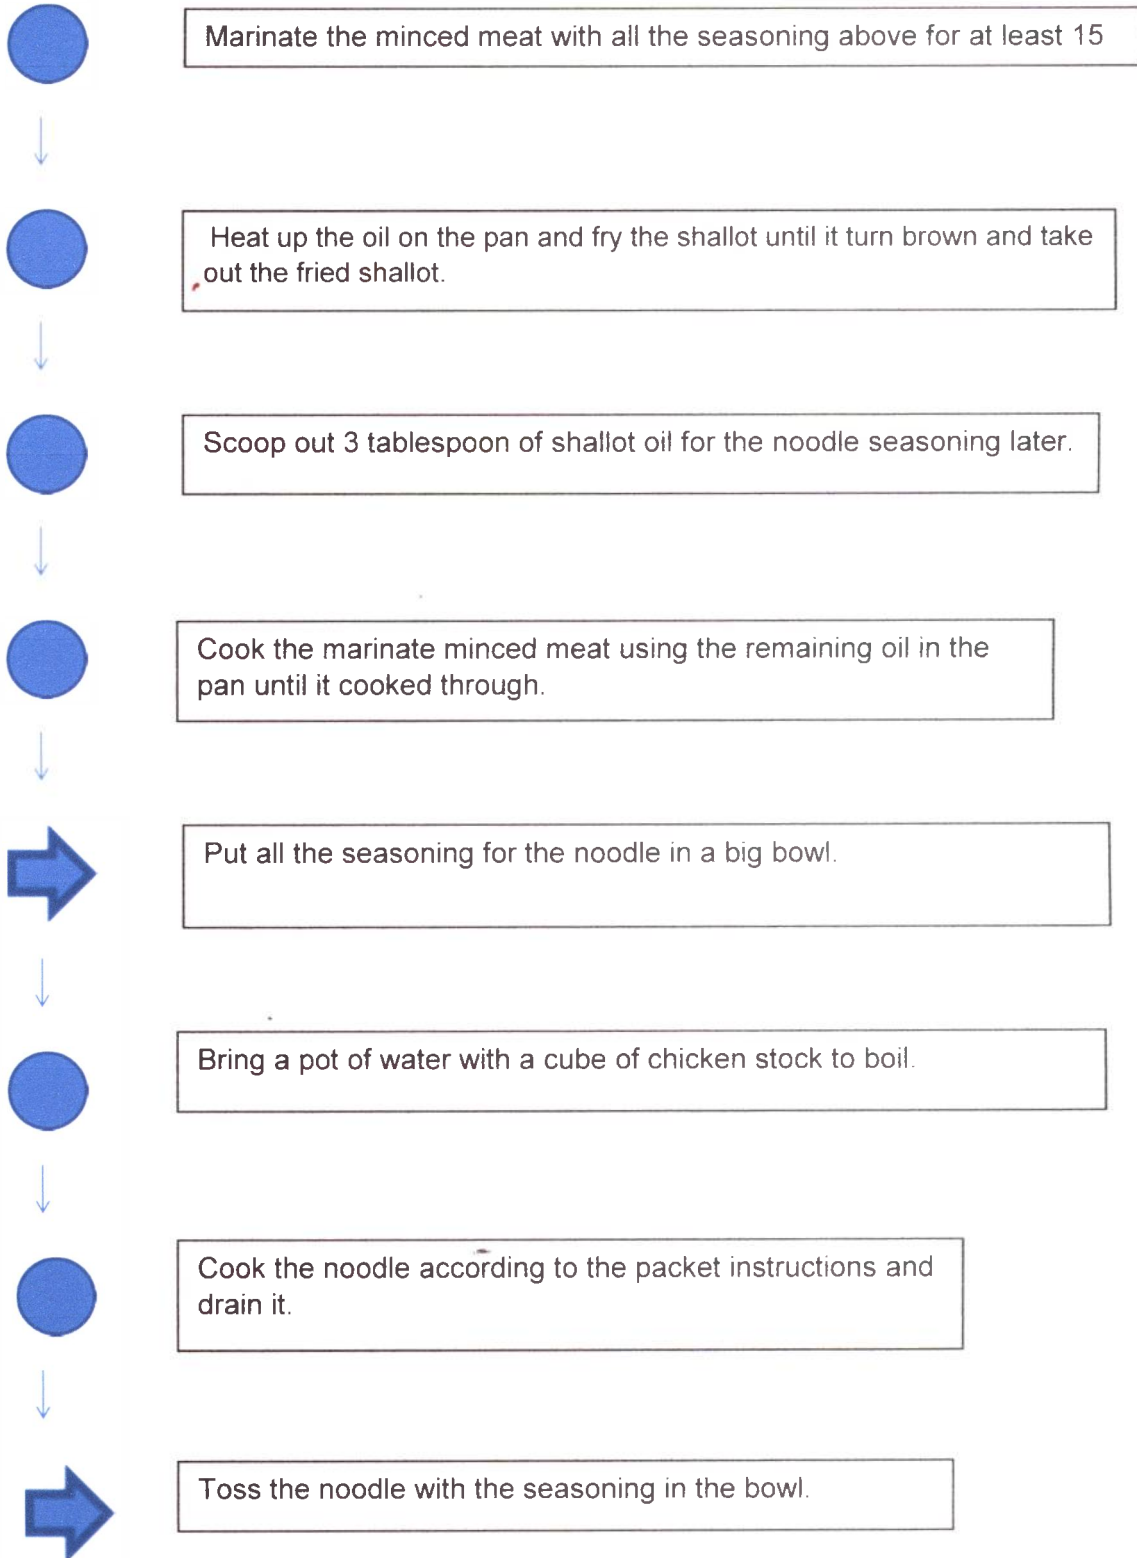 Marinate the minced meat with all the seasoning above for at least 15
Heat up the oil on the pan and fry the shallot until it turn brown and take
out the fried shallot.
Scoop out 3 tablespoon of shallot oil for the noodle seasoning later.
Cook the marinate minced meat using the remaining oil in the
pan until it cooked through.
Put all the seasoning for the noodle in a big bowl.
Bring a pot of water with a cube of chicken stock to boil.
Cook the noodle according to the packet instructions and
drain it.
Toss the noodle with the seasoning in the bowl.